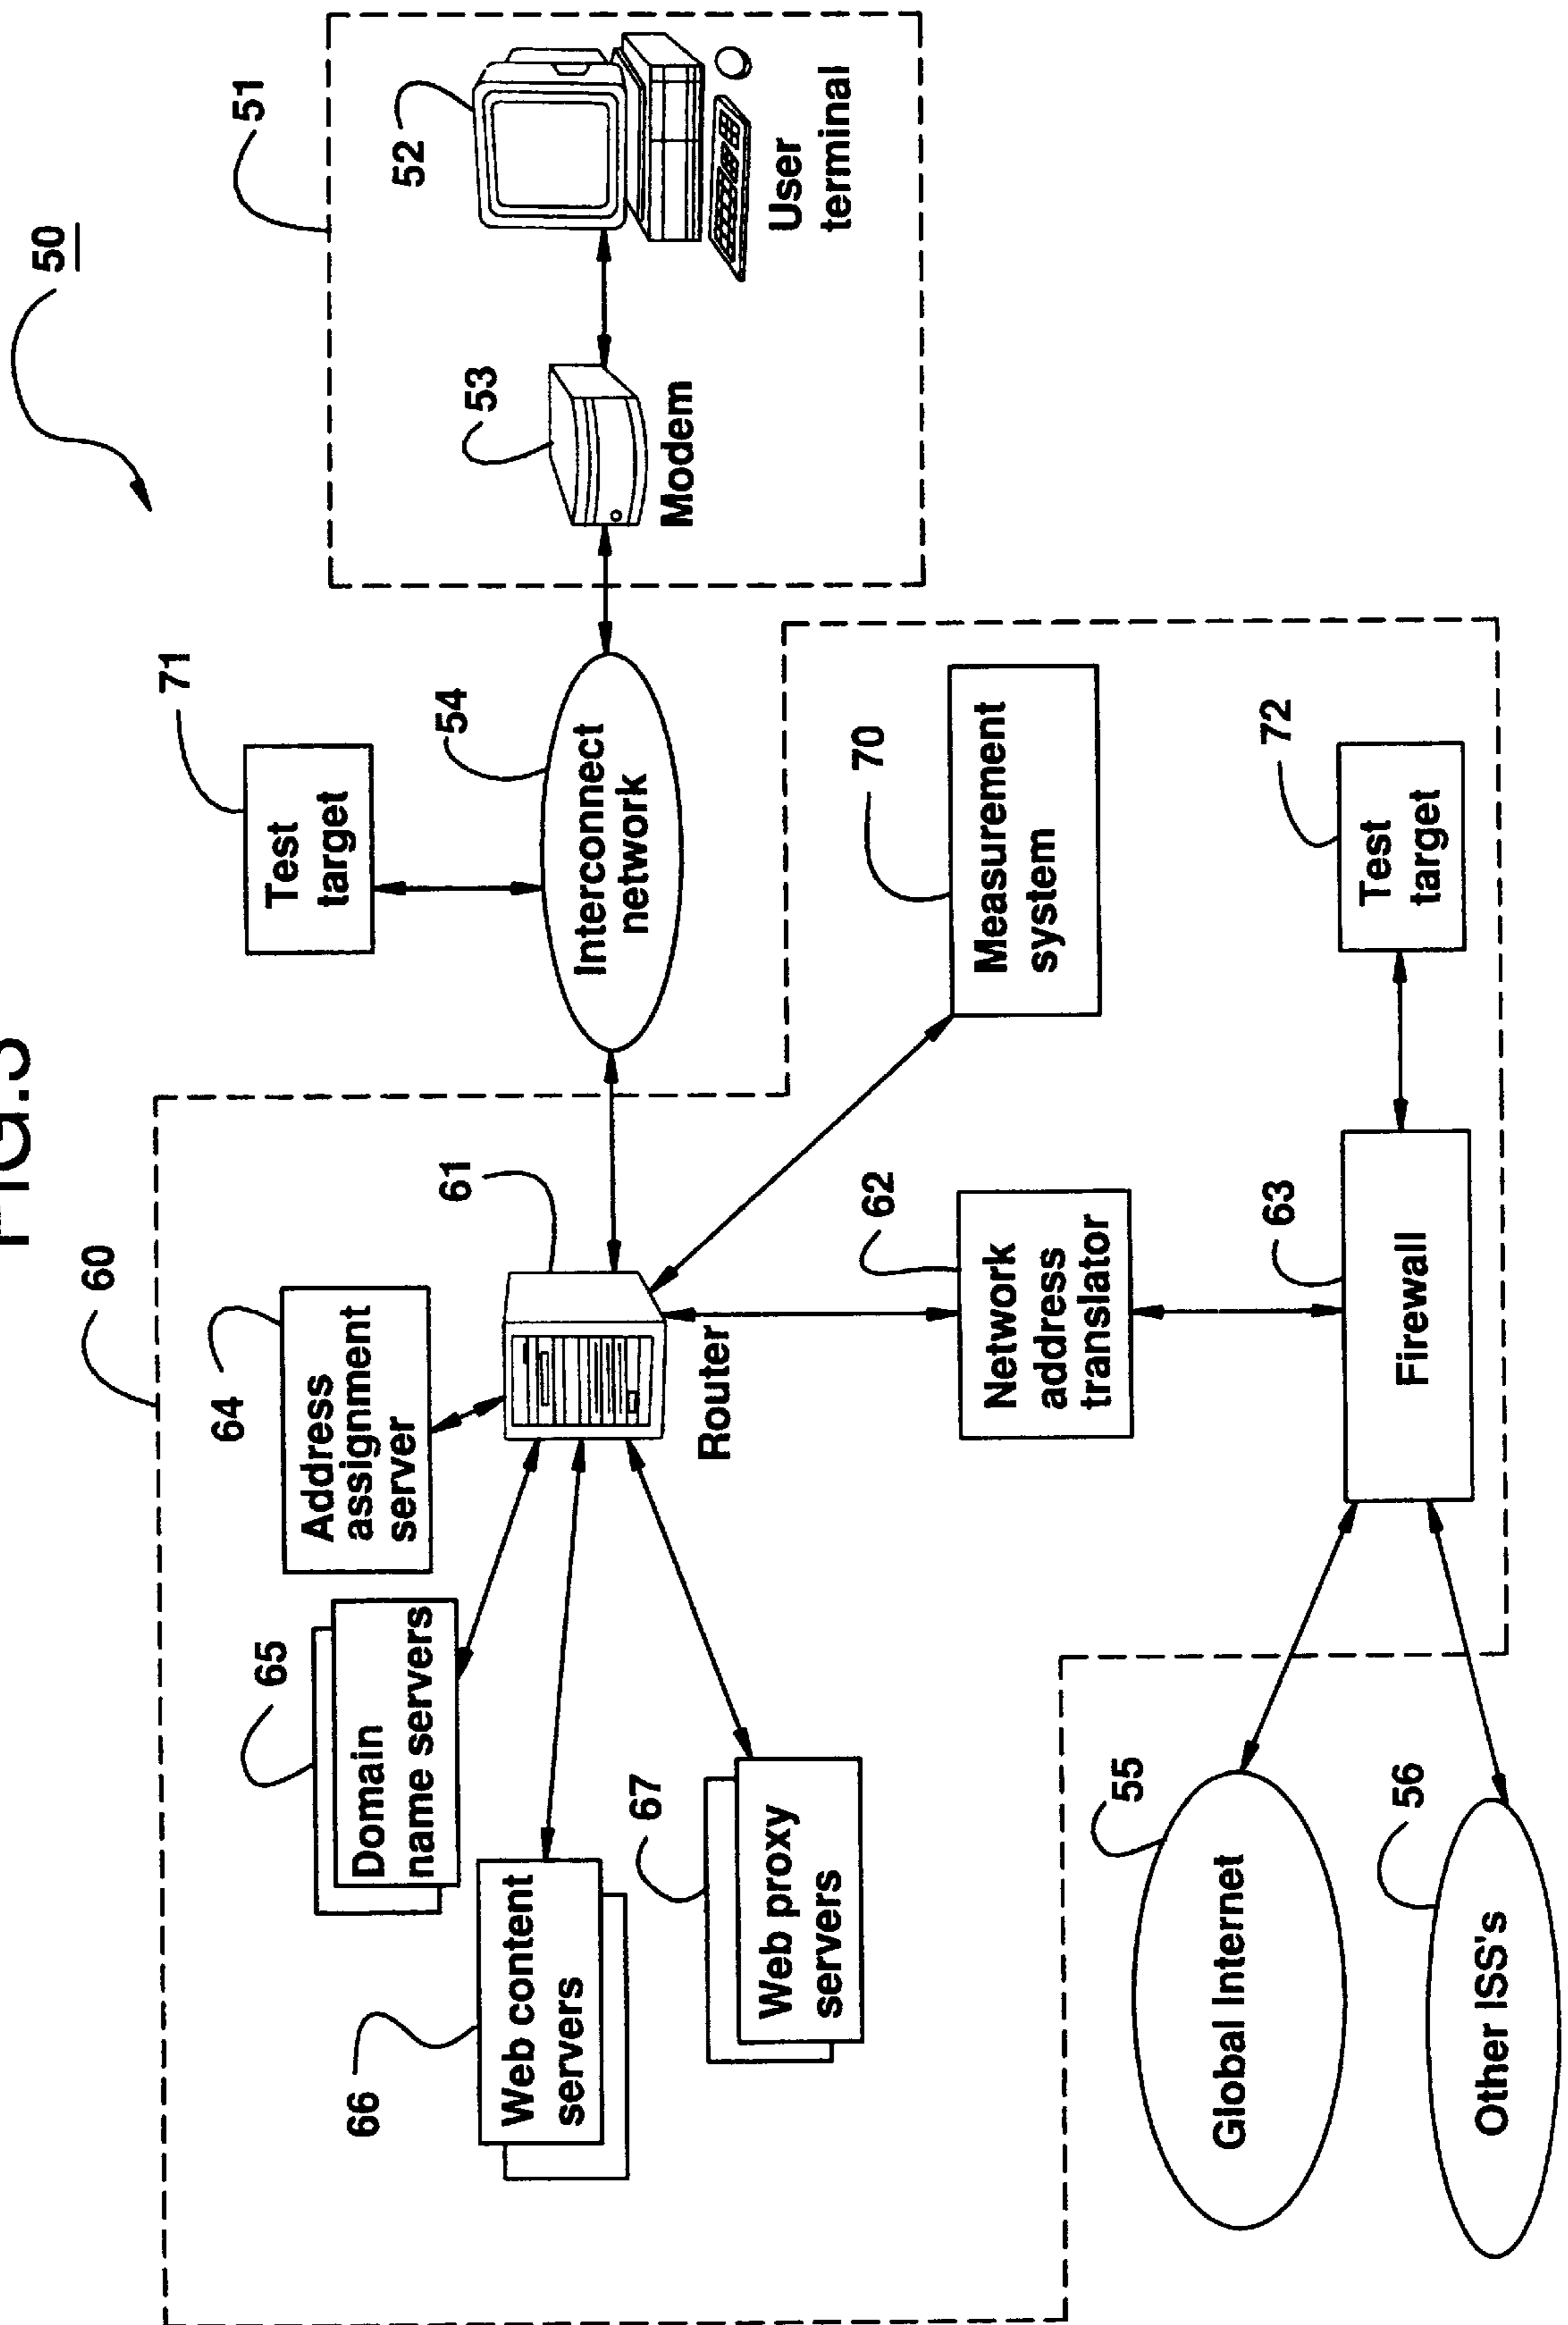 FIG.
50
60
71
51
64
Address
assignment
server
Test
target
65
Domain
name servers
52
66
Web content
servers
61
Router
54
Interconnect
network
53
Modem
User
terminal
67
Web proxy
servers
62
Network
address
translator
70
Measurement
system
55
Global Internet
63
Firewall
72
Test
target
56
Other ISS's